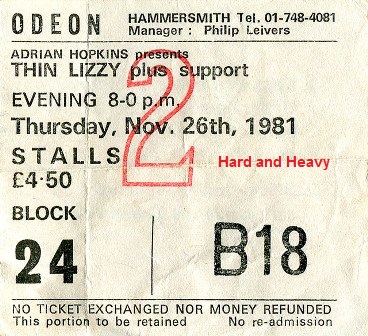 ODEON HAMMERSMITH Tel. 01-748-4081
Manager : Philip Leivers
ADRIAN HOPKINS presents
THIN LIZZY plus support
EVENING 8-0 p.m.
Thursday, Nov. 26th, 1981
STALLS
£4·50
2
Hard and Heavy
BLOCK
24 B18
NO TICKET EXCHANGED NOR MONEY REFUNDED
This portion to be retained No re-admission